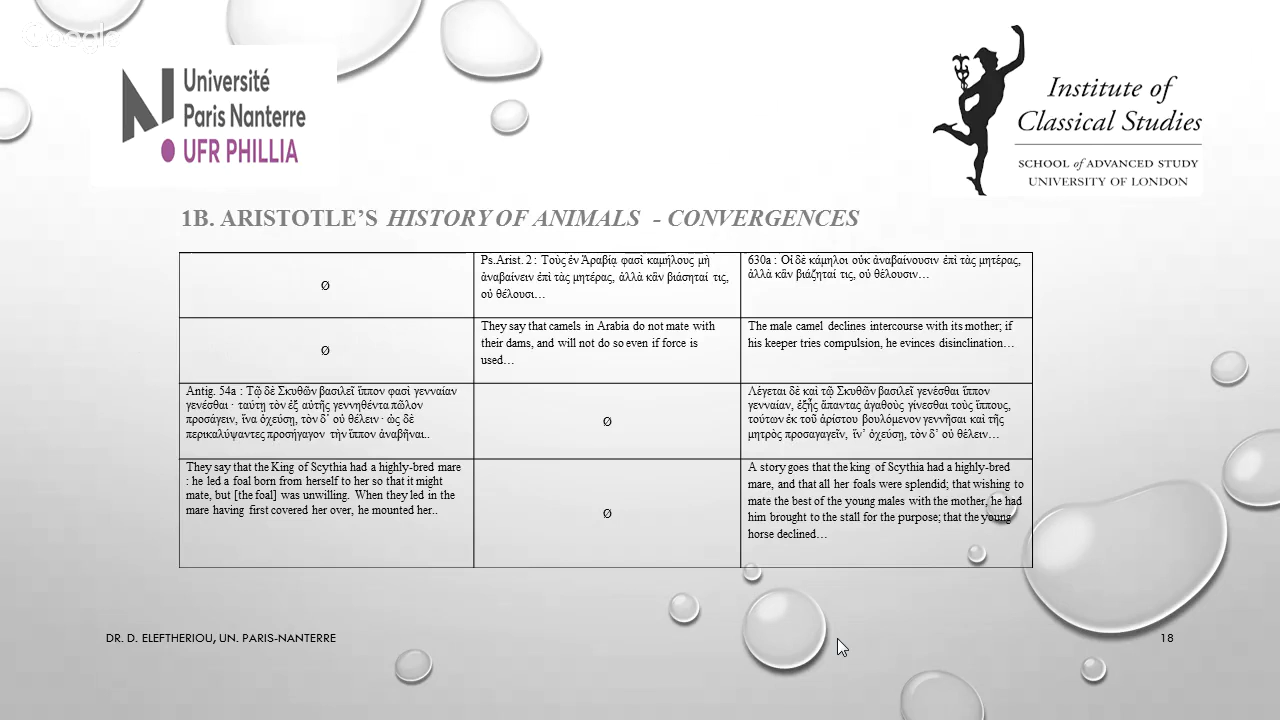 Google
Université
Paris Nanterre
UFR PHILLIA
Institute of
Classical Studies
SCHOOL of ADVANCED STUDY
UNIVERSITY OF LONDON
1B. ARISTOTLE’S HISTORY OF ANIMALS - CONVERGENCES
Ø
Ps.Arist. 2 : Τοὺς ἐν Ἀραβίᾳ φασὶ καμήλους μὴ
ἀναβαίνειν ἐπὶ τὰς μητέρας, ἀλλὰ κἂν βιάσηταί τις,
οὐ θέλουσι…
630a : Οἱ δὲ κάμηλοι οὐκ ἀναβαίνουσιν ἐπὶ τὰς μητέρας,
ἀλλὰ κἂν βιάζηταί τις, οὐ θέλουσιν…
Ø
They say that camels in Arabia do not mate with
their dams, and will not do so even if force is
used…
The male camel declines intercourse with its mother; if
his keeper tries compulsion, he evinces disinclination…
Antig. 54a : Τῷ δὲ Σκυθῶν βασιλεῖ ἵππον φασὶ γενναίαν
γενέσθαι · ταύτῃ τὸν ἐξ αὐτῆς γεννηθέντα πῶλον
προσάγειν, ἵνα ὀχεύσῃ, τὸν δ’ οὐ θέλειν · ὡς δὲ
περικαλύψαντες προσήγαγον τὴν ἵππον ἀναβῆναι..
Ø
Λέγεται δὲ καὶ τῷ Σκυθῶν βασιλεῖ γενέσθαι ἵππον
γενναίαν, ἐξ ἧς ἅπαντας ἀγαθοὺς γίνεσθαι τοὺς ἵππους,
τούτων ἐκ τοῦ ἀρίστου βουλόμενον γεννῆσαι καὶ τῆς
μητρὸς προσαγαγεῖν, ἵν’ ὀχεύσῃ, τὸν δ’ οὐ θέλειν…
They say that the King of Scythia had a highly-bred mare
: he led a foal born from herself to her so that it might
mate, but [the foal] was unwilling. When they led in the
mare having first covered her over, he mounted her..
Ø
A story goes that the king of Scythia had a highly-bred
mare, and that all her foals were splendid; that wishing to
mate the best of the young males with the mother, he had
him brought to the stall for the purpose; that the young
horse declined…
DR. D. ELEFTHERIOU, UN. PARIS-NANTERRE
18